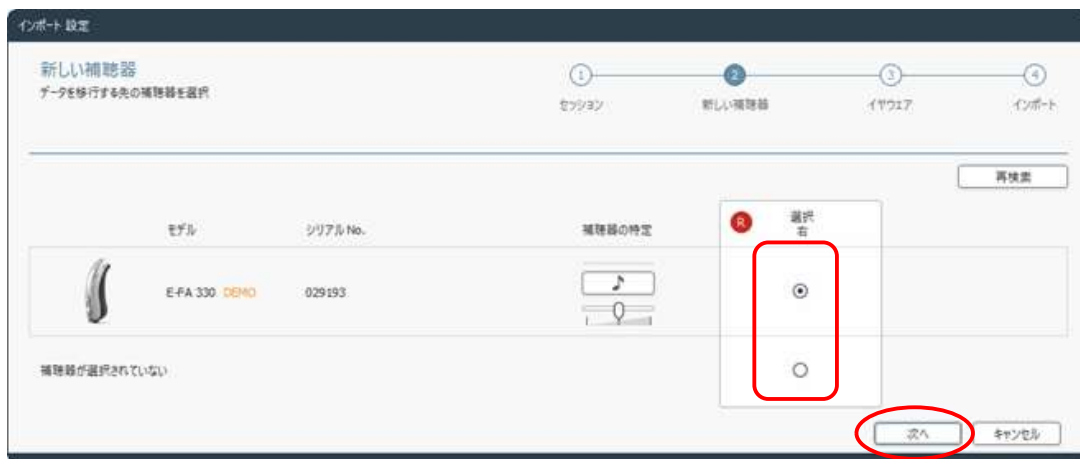 インポート 設定
新しい補聴器
データを移行する先の補聴器を選択
1
2
3
4
セッション
新しい補聴器
イヤウェア
インポート
再検索
モデル
シリアル No.
補聴器の特定
R
選択
右
E-FA 330 DEMO
029193
補聴器が選択されていない
次へ
キャンセル